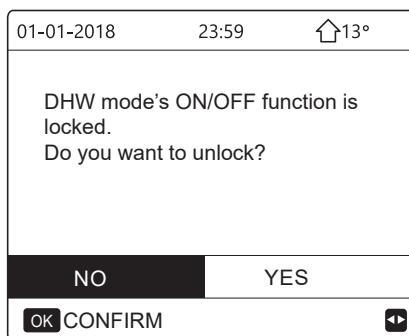 01-01-2018 23:59 13°
DHW mode’s ON/OFF function is
locked.
Do you want to unlock?
NO YES
OK CONFIRM